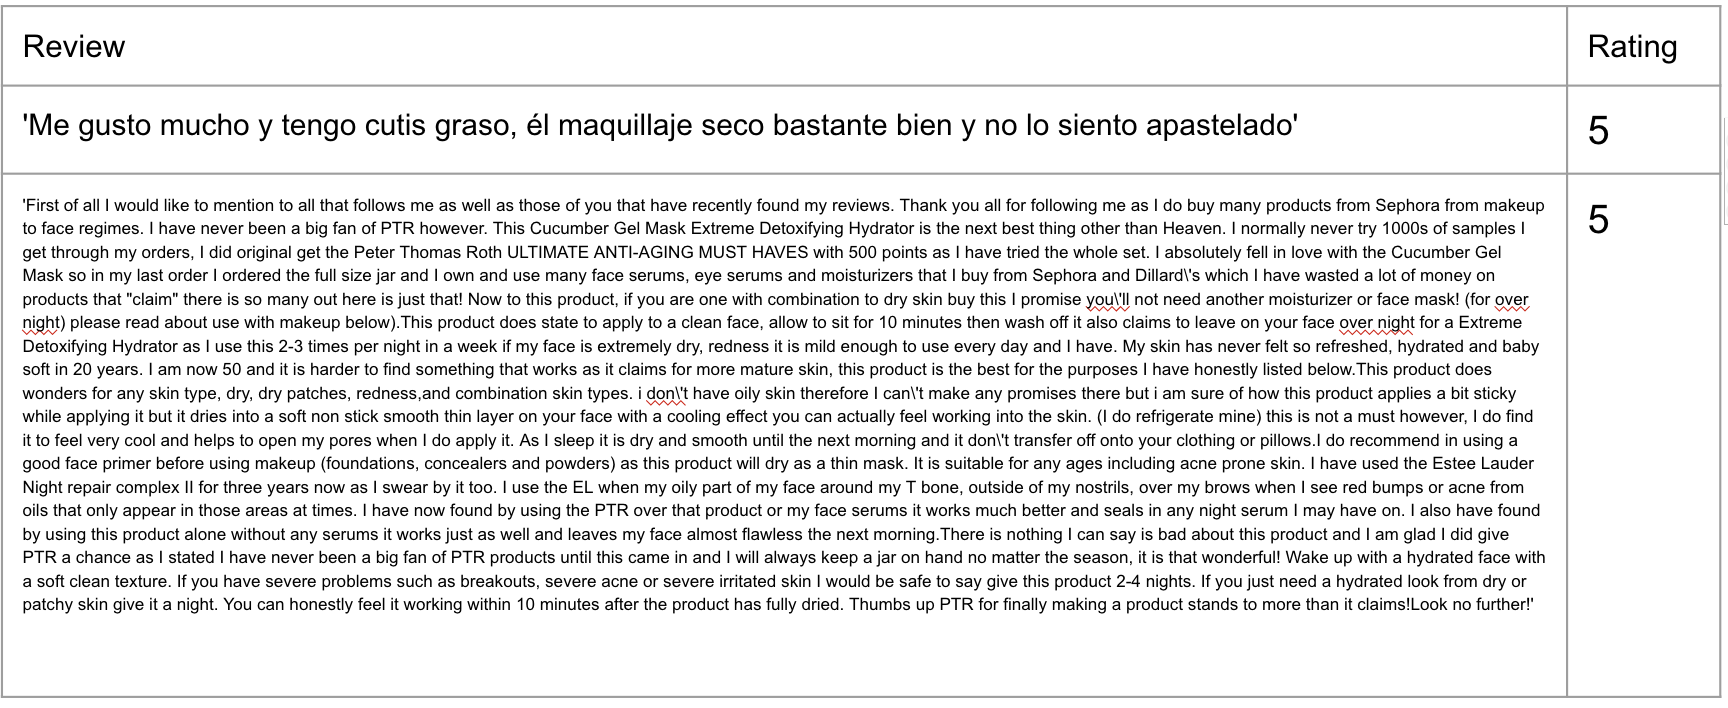 Review
Rating
'Me gusto mucho y tengo cutis graso, él maquillaje seco bastante bien y no lo siento apastelado'
5
'First of all I would like to mention to all that follows me as well as those of you that have recently found my reviews. Thank you all for following me as I do buy many products from Sephora from makeup
to face regimes. I have never been a big fan of PTR however. This Cucumber Gel Mask Extreme Detoxifying Hydrator is the next best thing other than Heaven. I normally never try 1000s of samples I
get through my orders, I did original get the Peter Thomas Roth ULTIMATE ANTI-AGING MUST HAVES with 500 points as I have tried the whole set. I absolutely fell in love with the Cucumber Gel
Mask so in my last order I ordered the full size jar and I own and use many face serums, eye serums and moisturizers that I buy from Sephora and Dillard\'s which I have wasted a lot of money on
products that "claim" there is so many out here is just that! Now to this product, if you are one with combination to dry skin buy this I promise you\'ll not need another moisturizer or face mask! (for over
night) please read about use with makeup below).This product does state to apply to a clean face, allow to sit for 10 minutes then wash off it also claims to leave on your face over night for a Extreme
Detoxifying Hydrator as I use this 2-3 times per night in a week if my face is extremely dry, redness it is mild enough to use every day and I have. My skin has never felt so refreshed, hydrated and baby
soft in 20 years. I am now 50 and it is harder to find something that works as it claims for more mature skin, this product is the best for the purposes I have honestly listed below.This product does
wonders for any skin type, dry, dry patches, redness,and combination skin types. i don\'t have oily skin therefore I can\'t make any promises there but i am sure of how this product applies a bit sticky
while applying it but it dries into a soft non stick smooth thin layer on your face with a cooling effect you can actually feel working into the skin. (I do refrigerate mine) this is not a must however, I do find
it to feel very cool and helps to open my pores when I do apply it. As I sleep it is dry and smooth until the next morning and it don\'t transfer off onto your clothing or pillows.I do recommend in using a
good face primer before using makeup (foundations, concealers and powders) as this product will dry as a thin mask. It is suitable for any ages including acne prone skin. I have used the Estee Lauder
Night repair complex II for three years now as I swear by it too. I use the EL when my oily part of my face around my T bone, outside of my nostrils, over my brows when I see red bumps or acne from
oils that only appear in those areas at times. I have now found by using the PTR over that product or my face serums it works much better and seals in any night serum I may have on. I also have found
by using this product alone without any serums it works just as well and leaves my face almost flawless the next morning.There is nothing I can say is bad about this product and I am glad I did give
PTR a chance as I stated I have never been a big fan of PTR products until this came in and I will always keep a jar on hand no matter the season, it is that wonderful! Wake up with a hydrated face with
a soft clean texture. If you have severe problems such as breakouts, severe acne or severe irritated skin I would be safe to say give this product 2-4 nights. If you just need a hydrated look from dry or
patchy skin give it a night. You can honestly feel it working within 10 minutes after the product has fully dried. Thumbs up PTR for finally making a product stands to more than it claims!Look no further!'
5